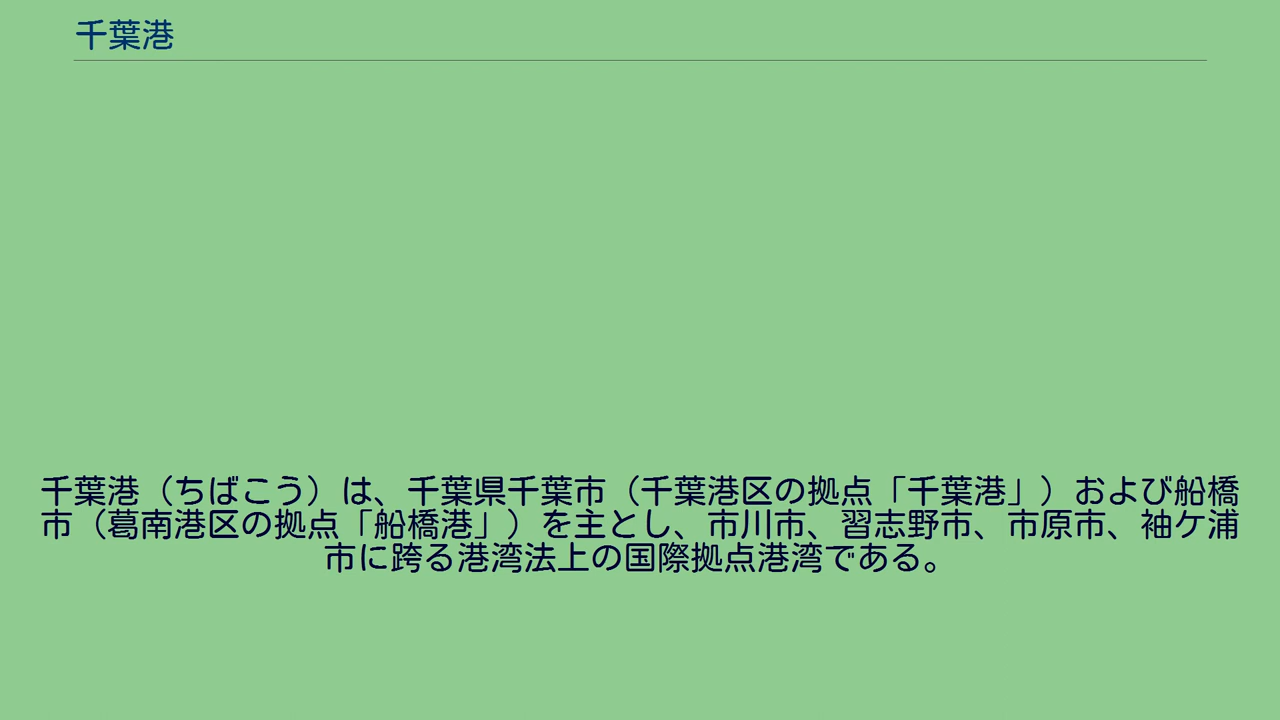 千葉港
千葉港（ちばこう）は、千葉県千葉市（千葉港区の拠点「千葉港」）および船橋
市（葛南港区の拠点「船橋港」）を主とし、市川市、習志野市、市原市、袖ケ浦
市に跨る港湾法上の国際拠点港湾である。